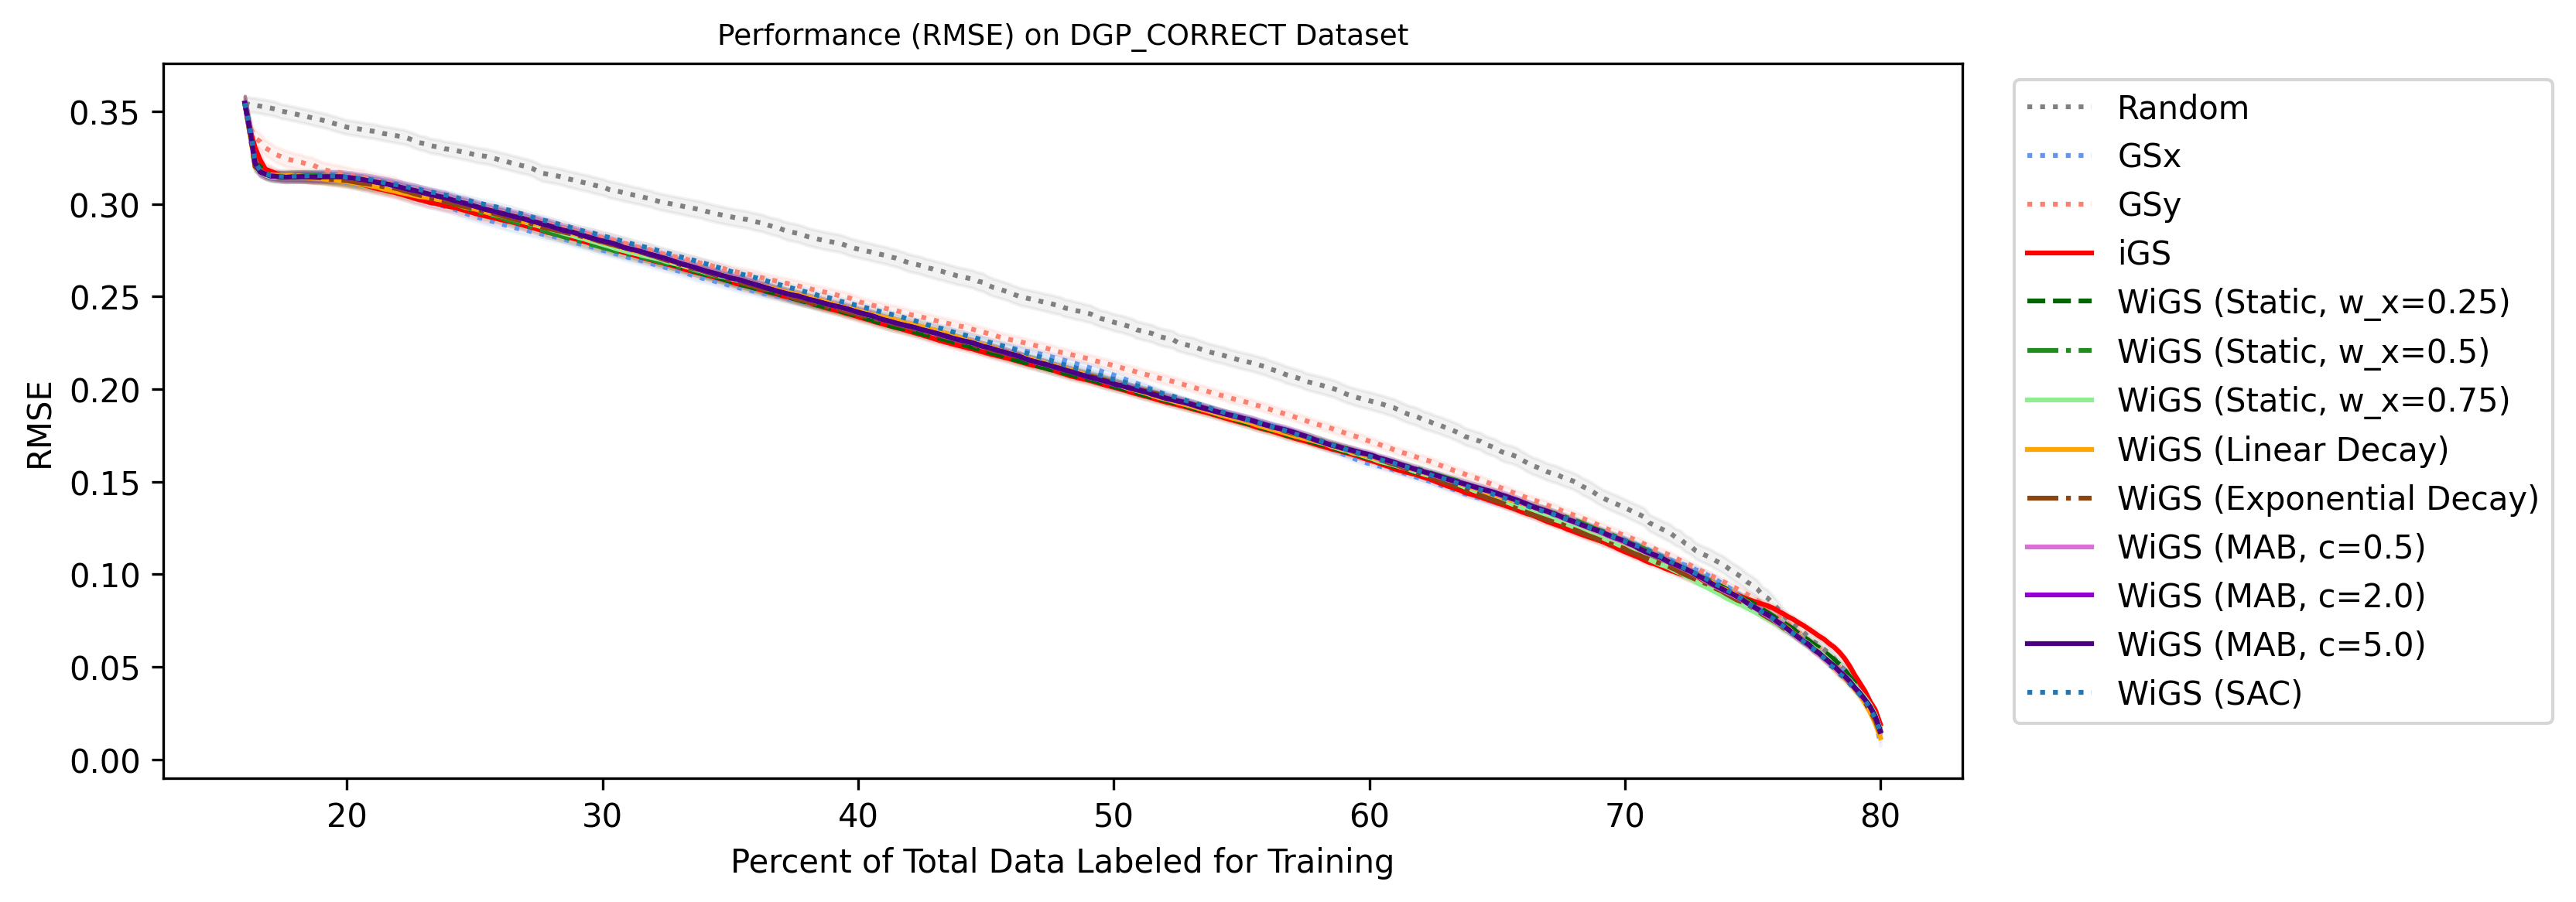 Performance (RMSE) on DGP_CORRECT Dataset
RMSE
0.35
0.30
0.25
0.20
0.15
0.10
0.05
0.00
20
30
40
50
60
70
80
Percent of Total Data Labeled for Training
Random
GSx
GSy
iGS
WiGS (Static, w_x=0.25)
WiGS (Static, w_x=0.5)
WiGS (Static, w_x=0.75)
WiGS (Linear Decay)
WiGS (Exponential Decay)
WiGS (MAB, c=0.5)
WiGS (MAB, c=2.0)
WiGS (MAB, c=5.0)
WiGS (SAC)